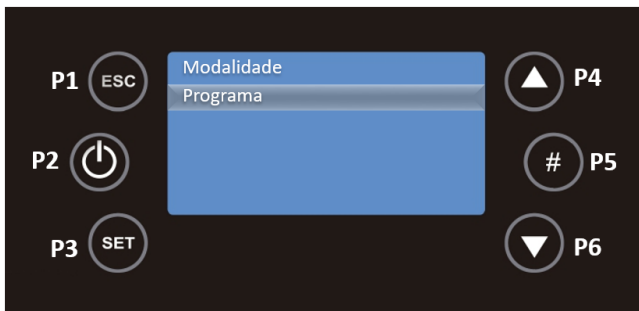 P1 ESC
Modalidade
Programa
P4
P2
# P5
P3 SET
P6